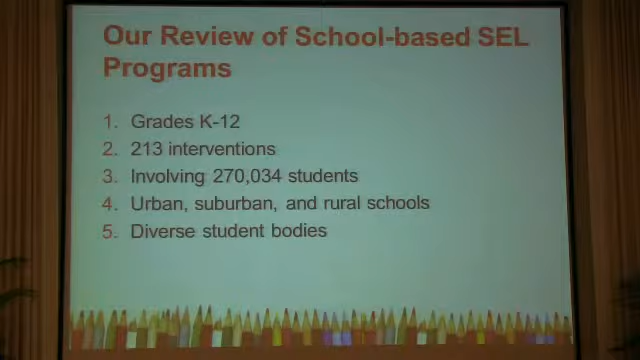 Our Review of School-based SEL
Programs
1. Grades K-12
2. 213 interventions
3. Involving 270,034 students
4. Urban, suburban, and rural schools
5. Diverse student bodies